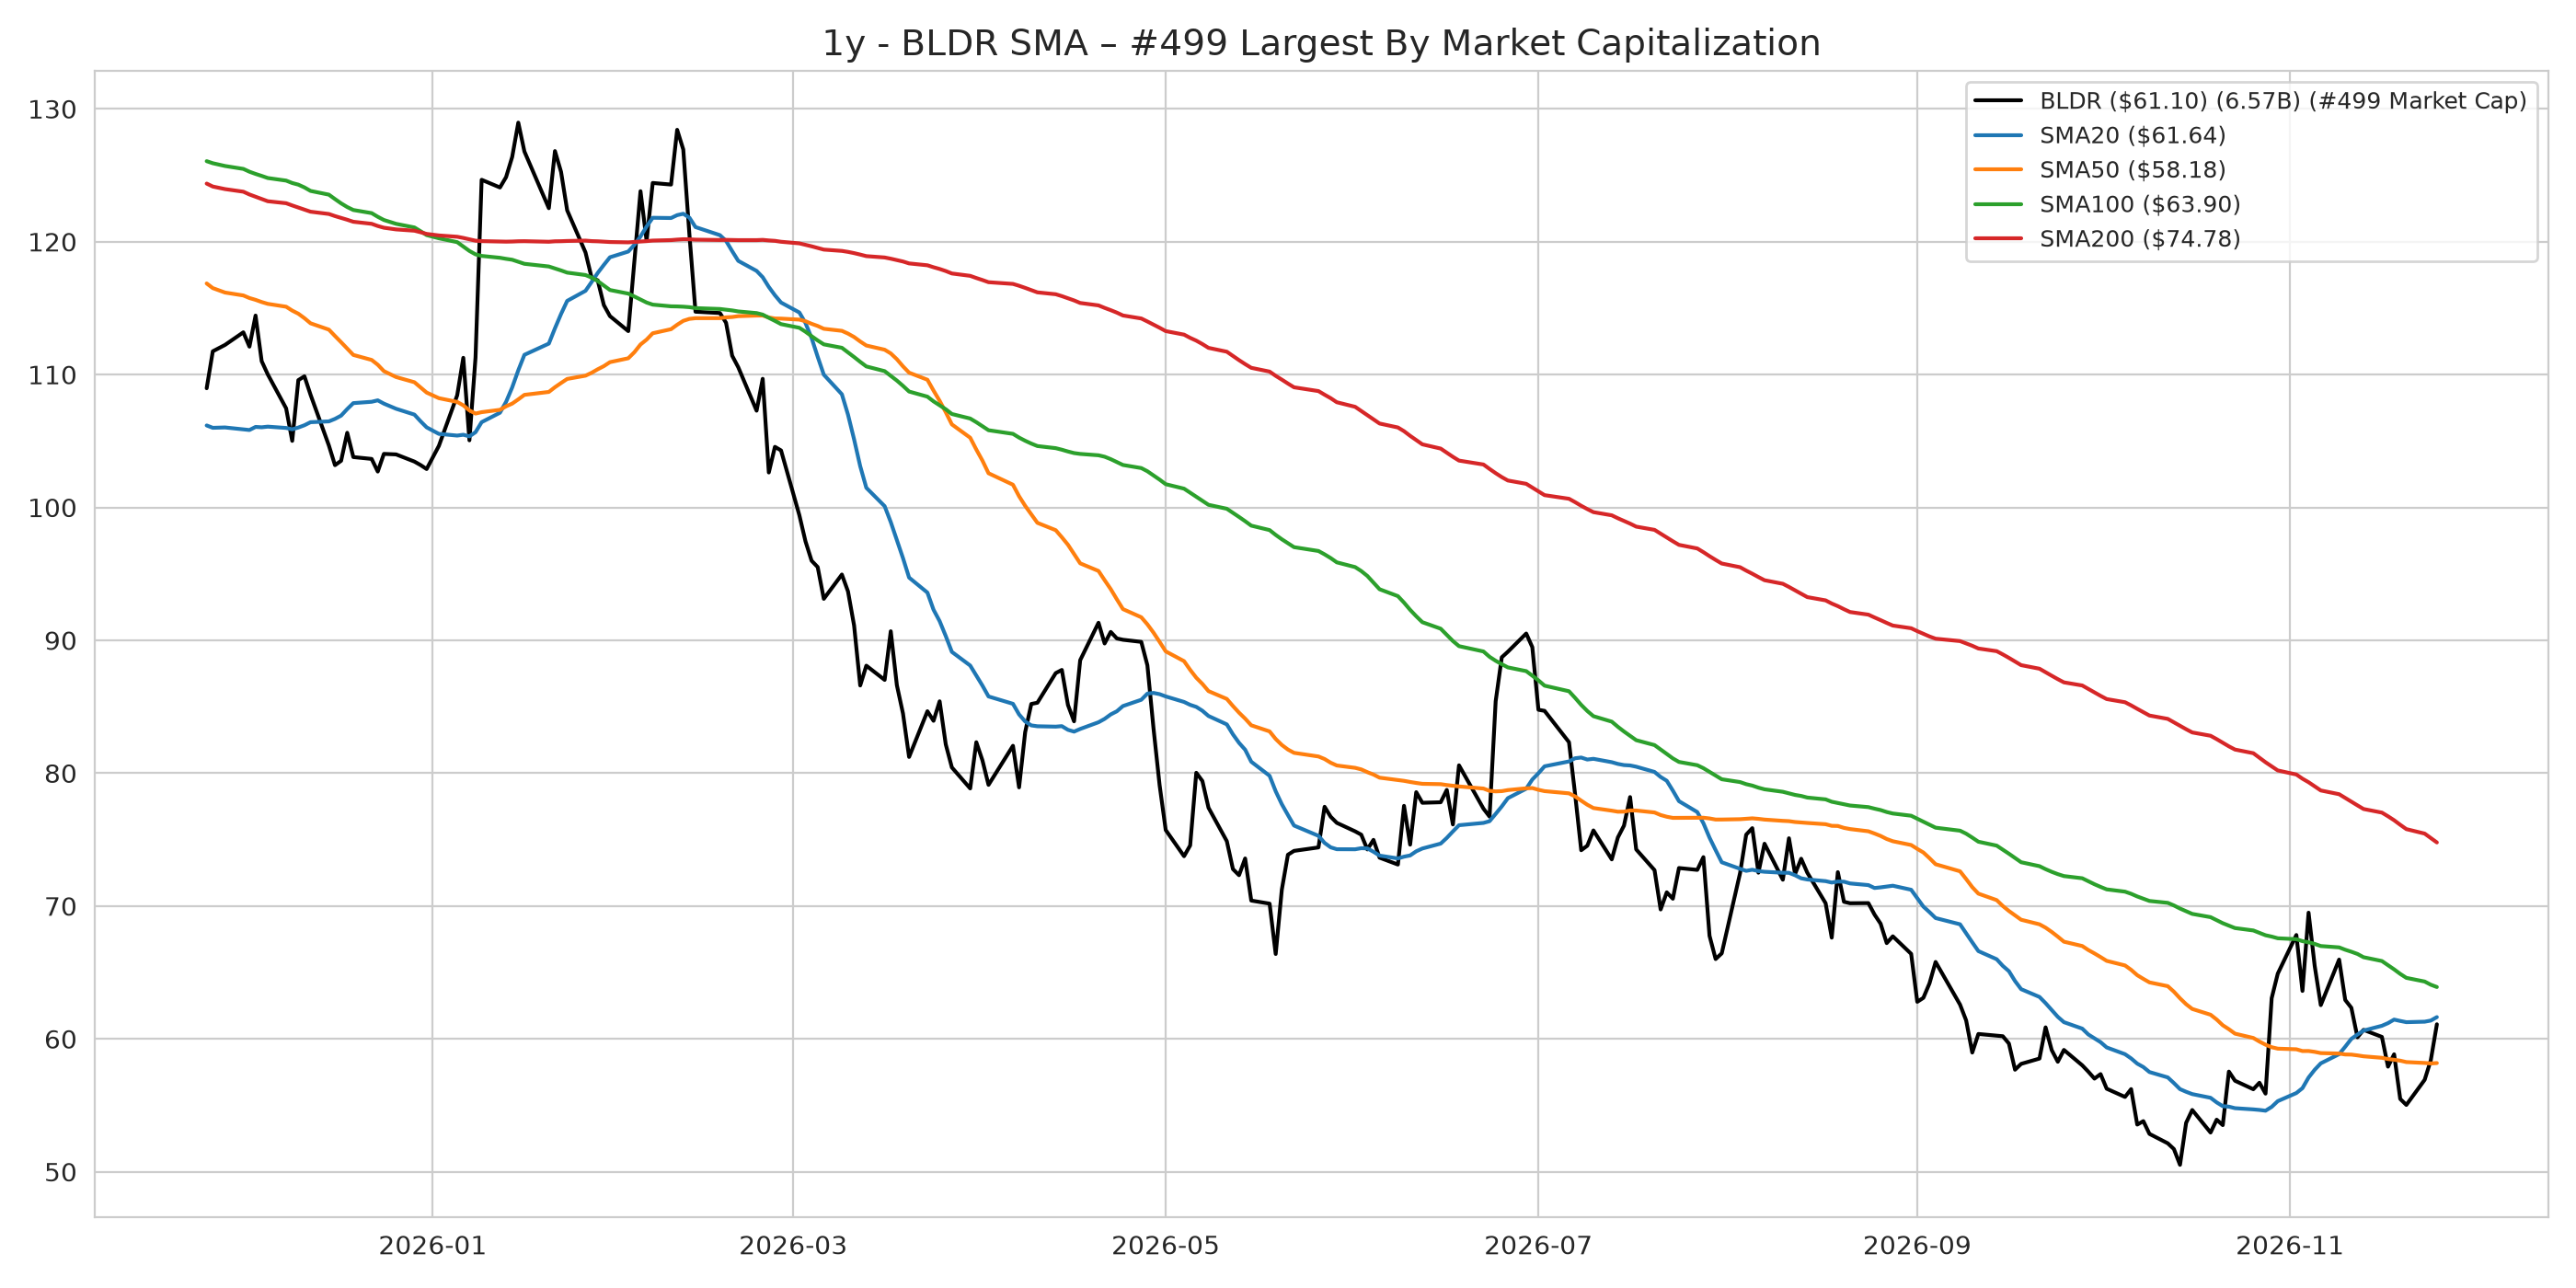 1y - BLDR SMA – #499 Largest By Market Capitalization
BLDR ($61.10) (6.57B) (#499 Market Cap)
SMA20 ($61.64)
SMA50 ($58.18)
SMA100 ($63.90)
SMA200 ($74.78)
130
120
110
100
90
80
70
60
50
2026-01 2026-03 2026-05 2026-07 2026-09 2026-11